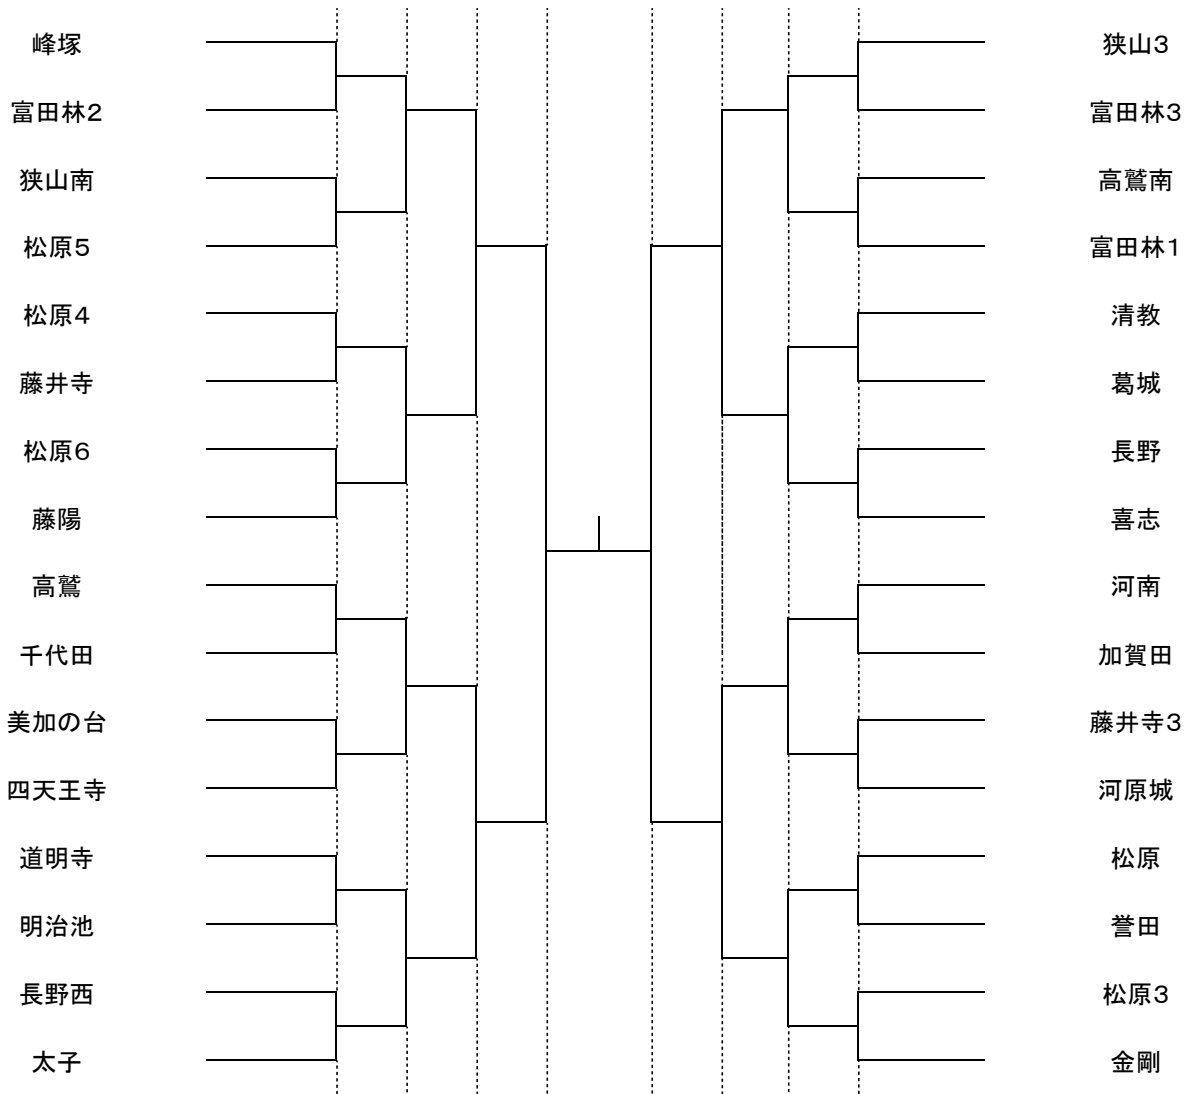 峰塚
富田林2
狭山南
松原5
松原4
藤井寺
松原6
藤陽
高鷲
千代田
美加の台
四天王寺
道明寺
明治池
長野西
太子
狭山3
富田林3
高鷲南
富田林1
清教
葛城
長野
喜志
河南
加賀田
藤井寺3
河原城
松原
誉田
松原3
金剛